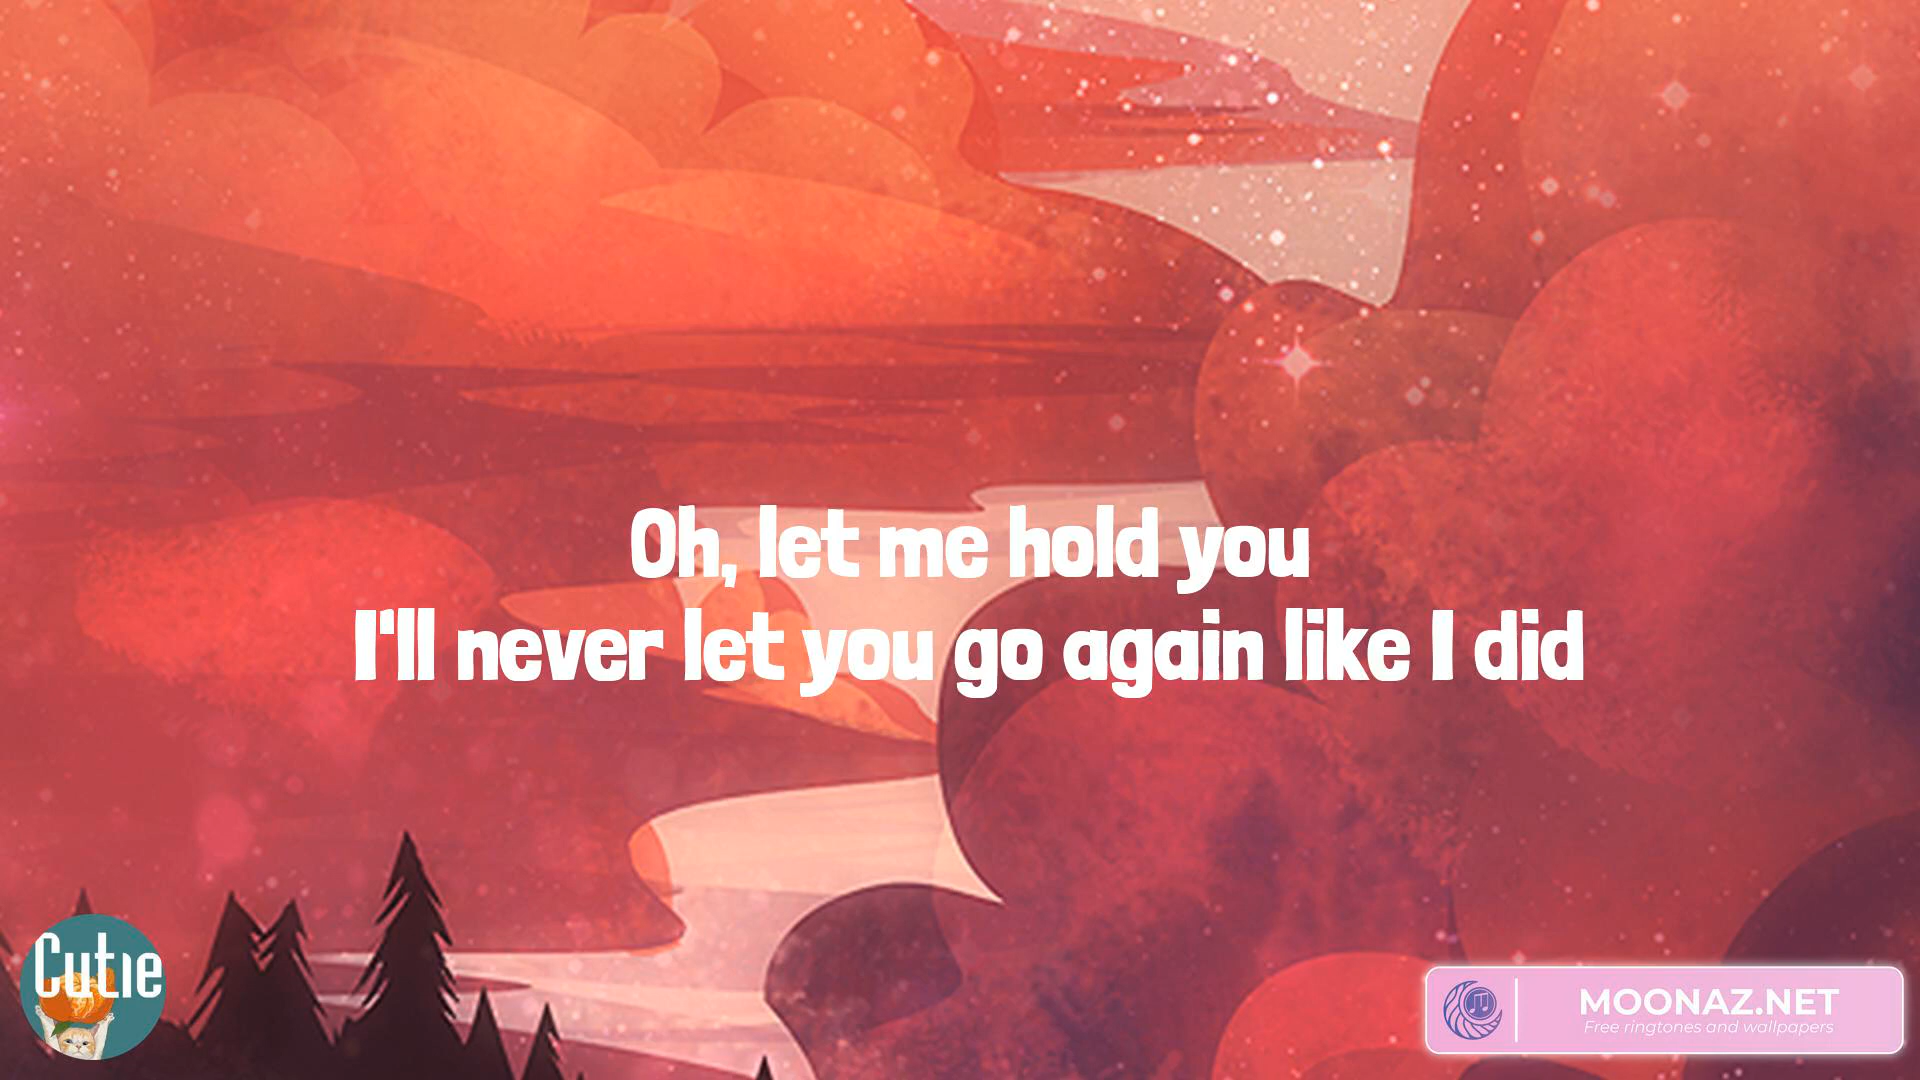 Oh, let me hold you
I'll never let you go again like I did
Cutie
MOONAZ.NET
Free ringtones and wallpapers